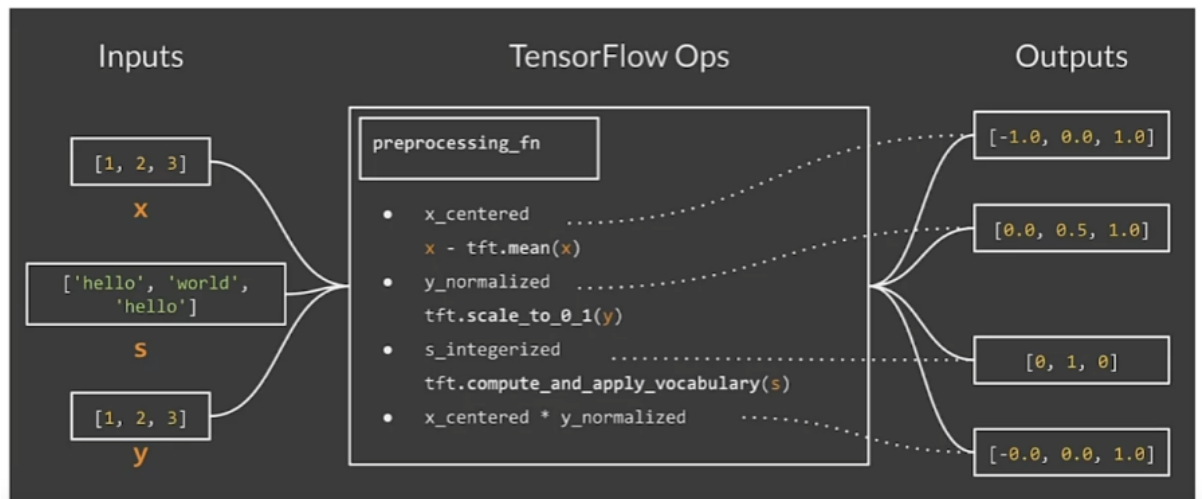 Inputs
TensorFlow Ops
Outputs
[1, 2, 3]
x
['hello', 'world',
'hello']
s
[1, 2, 3]
y
preprocessing_fn
• x_centered
x - tft.mean(x)
• y_normalized
tft.scale_to_0_1(y)
• s_integerized
tft.compute_and_apply_vocabulary(s)
• x_centered * y_normalized
[-1.0, 0.0, 1.0]
[0.0, 0.5, 1.0]
[0, 1, 0]
[-0.0, 0.0, 1.0]